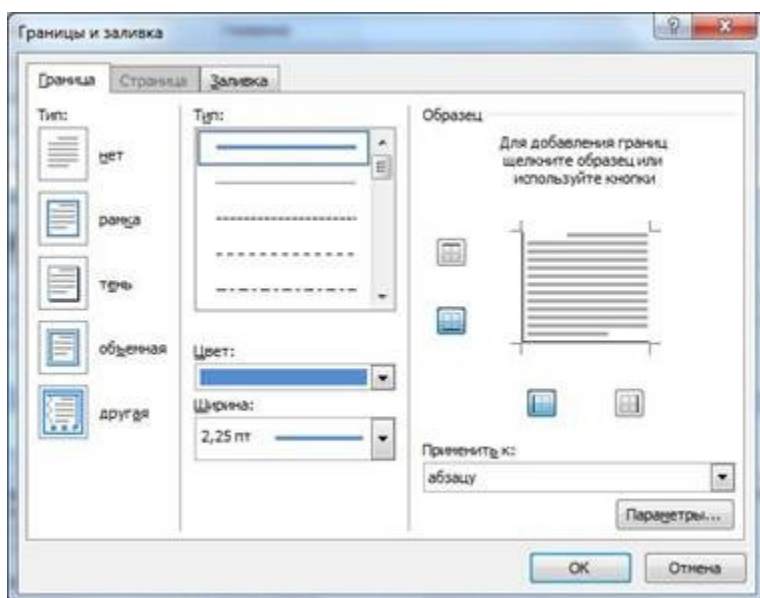 Границы и заливка
Граница Страница Заливка
Тип:
нет
рамка
тень
объемная
другая
Тип:
Цвет:
Ширина:
2,25 пт
Образец
Для добавления границ
щелкните образец или
используйте кнопки
Применить к:
абзацу
Параметры...
ОК Отмена